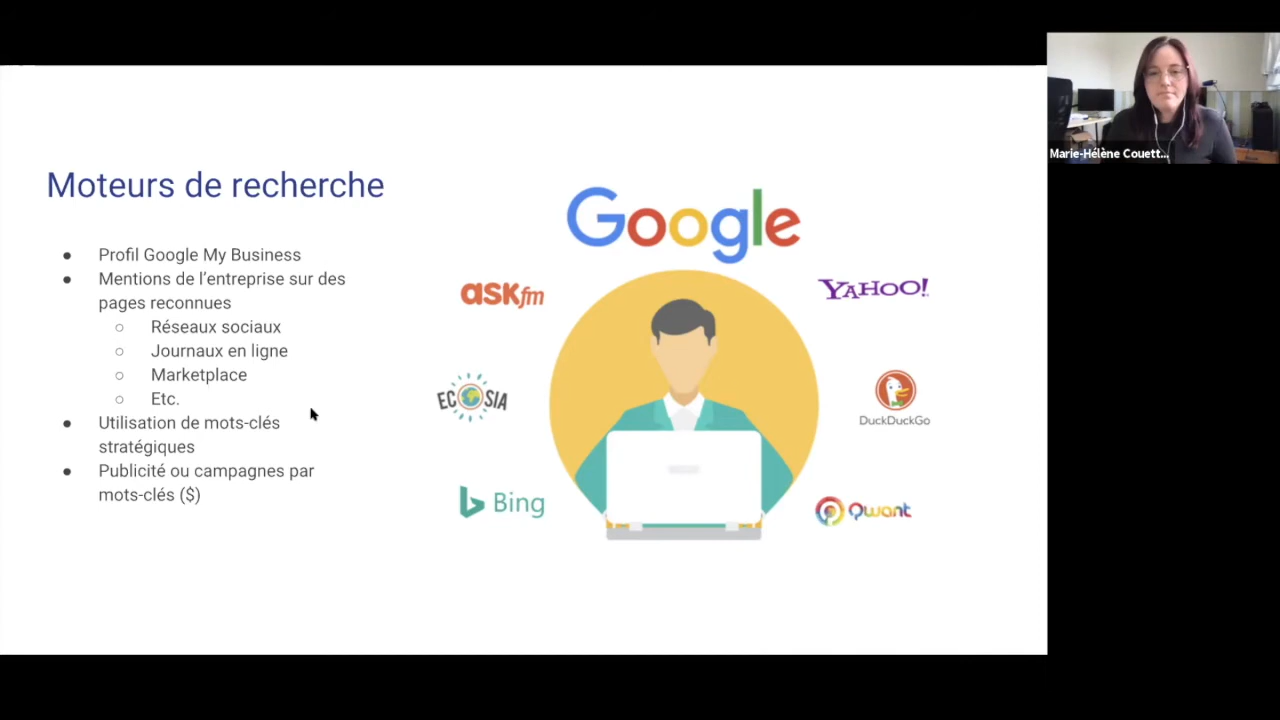 Moteurs de recherche
● Profil Google My Business
● Mentions de l’entreprise sur des
pages reconnues
○ Réseaux sociaux
○ Journaux en ligne
○ Marketplace
○ Etc.
● Utilisation de mots-clés
stratégiques
● Publicité ou campagnes par
mots-clés ($)
Google
ASKfm
YAHOO!
ECOSIA
DuckDuckGo
Bing
Qwant
Marie-Hélène Couett...